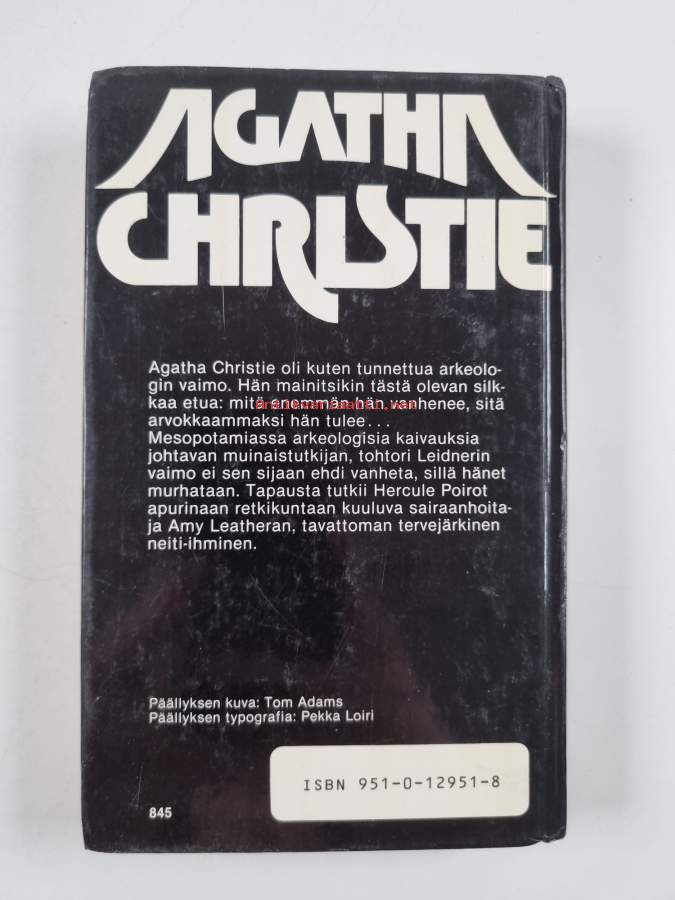 AGATHA
CHRISTIE
Agatha Christie oli kuten tunnettua arkeolo-
gin vaimo. Hän mainitsikin tästä olevan silk-
kaa etua: mitä enemmän hän vanhenee, sitä
arvokkaammaksi hän tulee...
Mesopotamiassa arkeologisia kaivauksia
johtavan muinaistutkijan, tohtori Leidnerin
vaimo ei sen sijaan ehdi vanheta, sillä hänet
murhataan. Tapausta tutkii Hercule Poirot
apurinaan retkikuntaan kuuluva sairaanhoita-
ja Amy Leatheran, tavattoman tervejärkinen
neiti-ihminen.
Päällyksen kuva: Tom Adams
Päällyksen typografia: Pekka Loiri
ISBN 951-0-12951-8
845